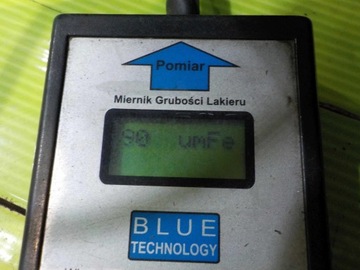 Pomiar
Miernik Grubości Lakieru
90 umFe
BLUE
TECHNOLOGY